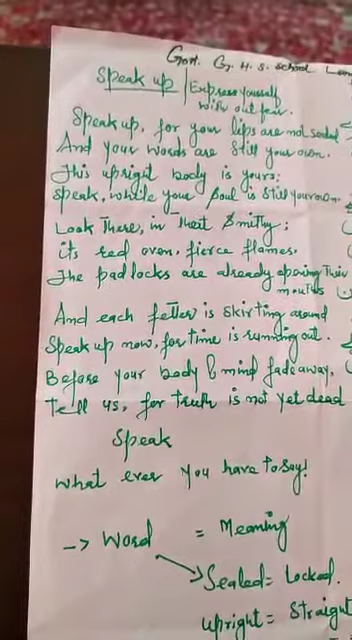 Govt. G. H. S. School
Speak up | Express yourself
with out fear.
Speak up, for your lips are not sealed
And your words are still your own.
This upright body is yours;
Speak, while your soul is still your own.
Look There, in That Smithy;
its red oven, fierce flames.
The padlocks are already opening Their
mouths
And each fetter is skirting around
Speak up now, for time is running out.
Before your body & mind fade away,
Tell us, for truth is not yet dead
Speak
what ever you have to say!
-> Word = Meaning
Sealed = Locked.
Upright = Straight